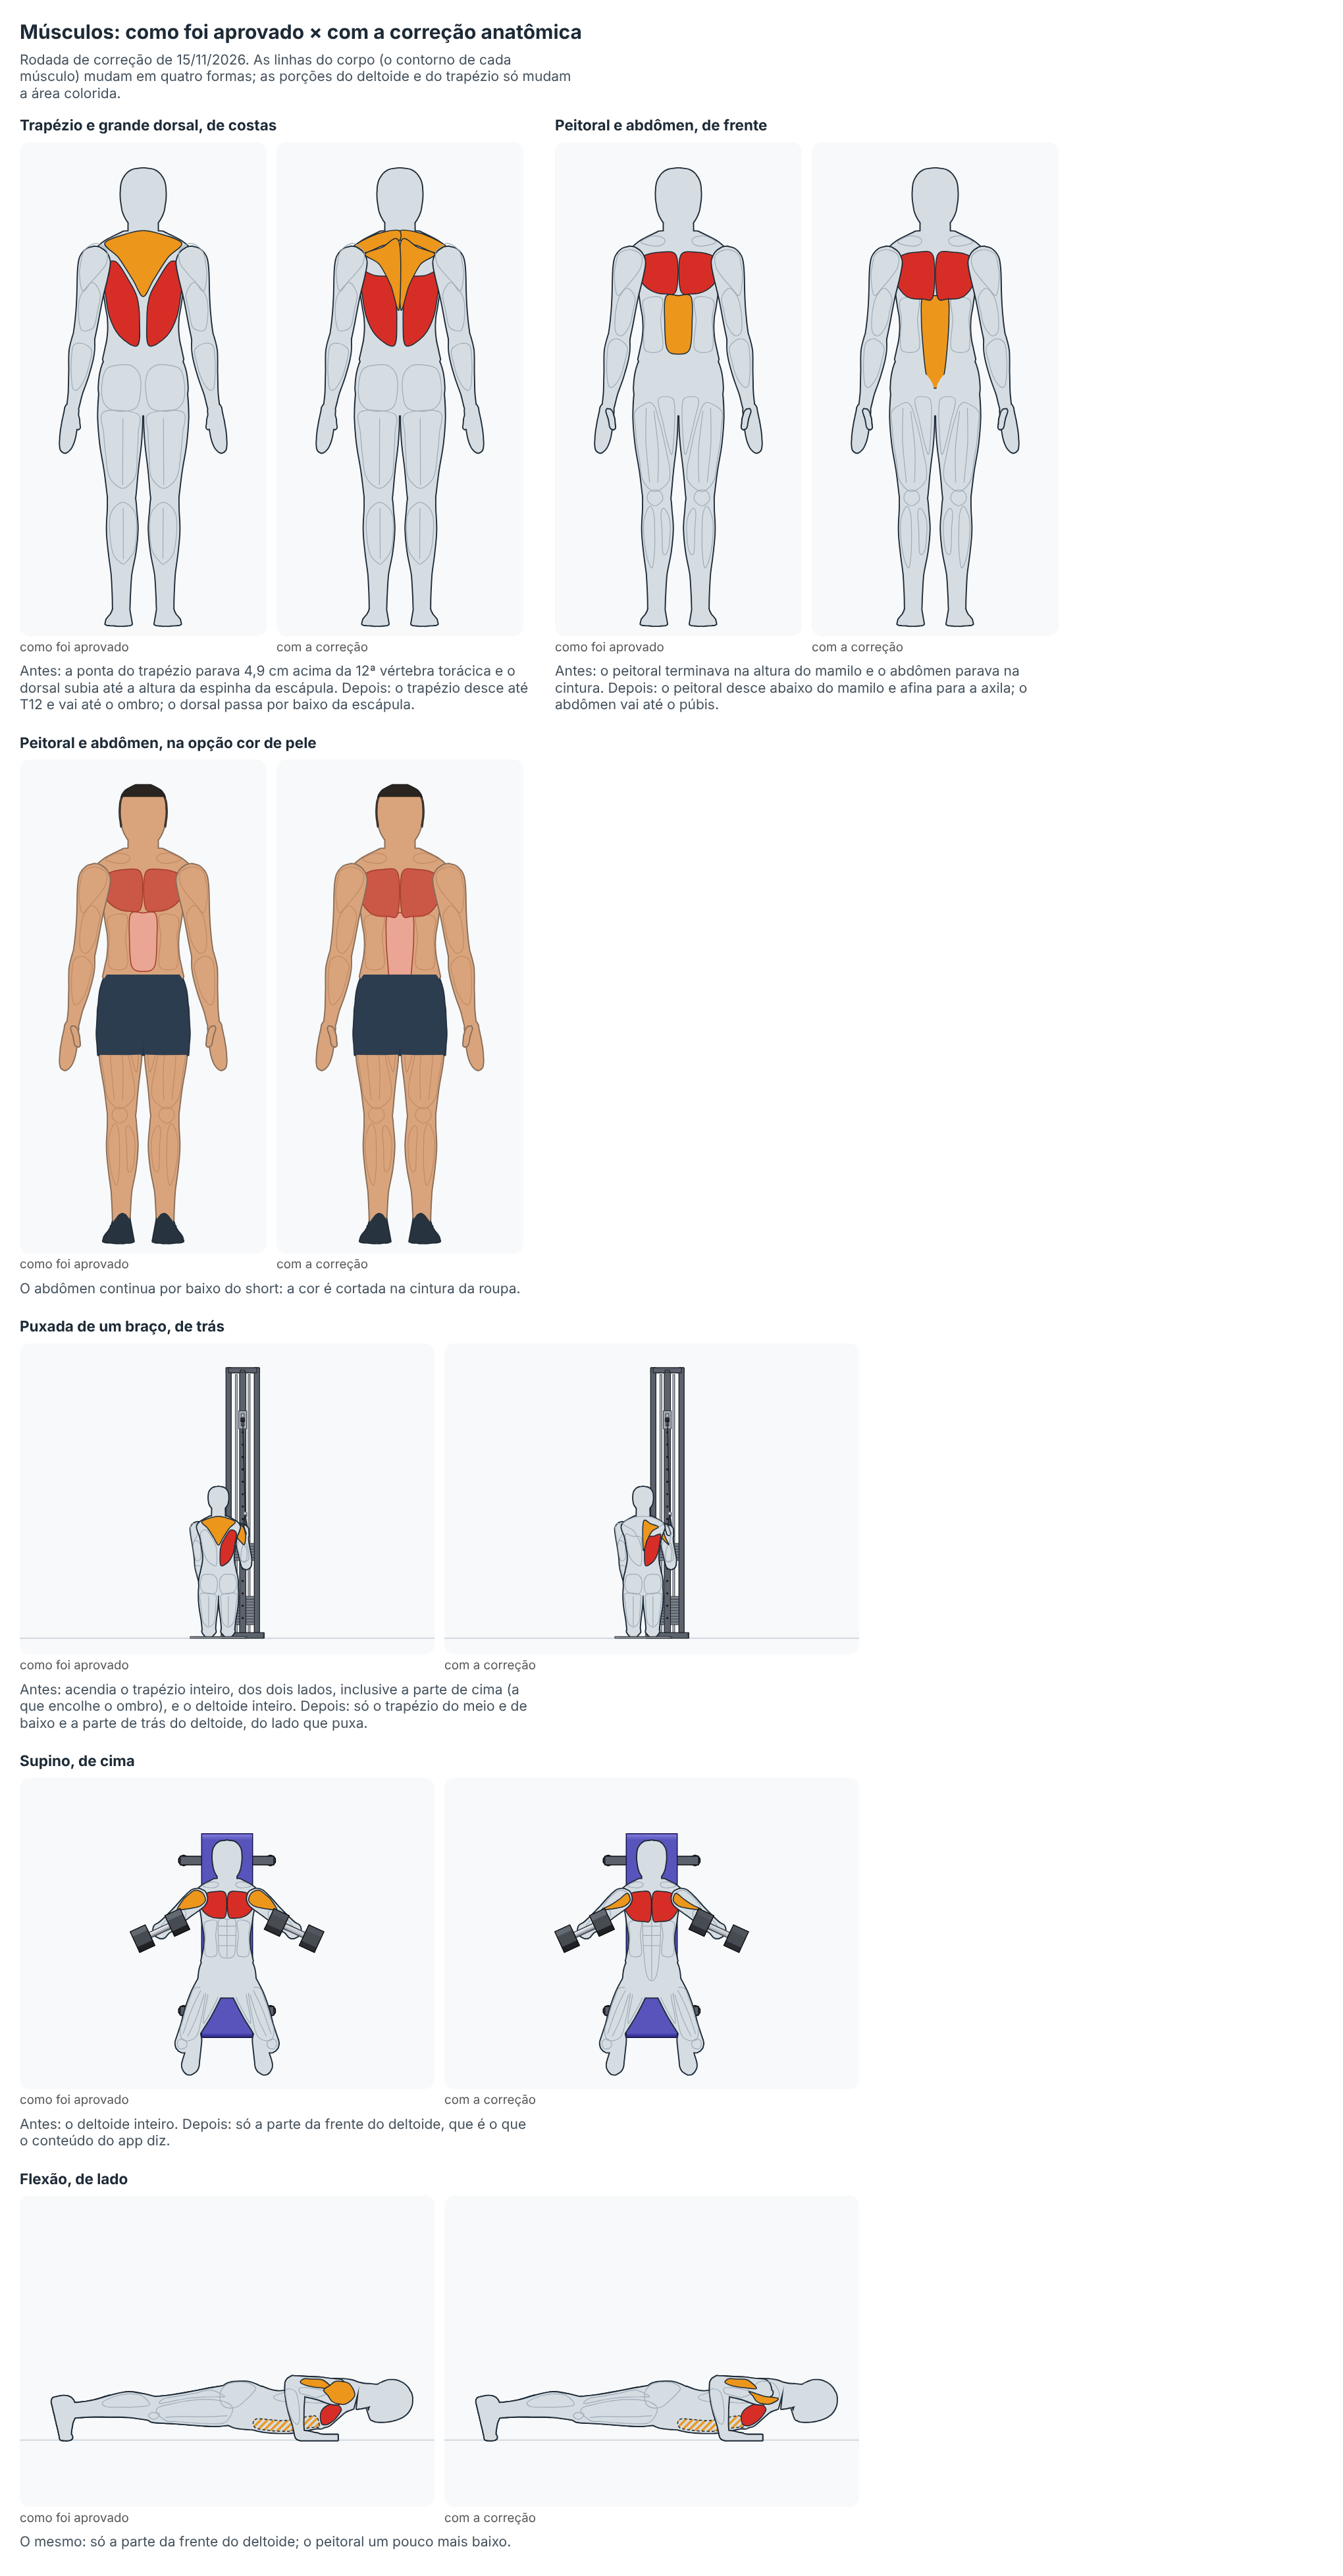 Músculos: como foi aprovado × com a correção anatômica
Rodada de correção de 15/11/2026. As linhas do corpo (o contorno de cada
músculo) mudam em quatro formas; as porções do deltoide e do trapézio só mudam
a área colorida.
Trapézio e grande dorsal, de costas
como foi aprovado
com a correção
Antes: a ponta do trapézio parava 4,9 cm acima da 12ª vértebra torácica e o
dorsal subia até a altura da espinha da escápula. Depois: o trapézio desce até
T12 e vai até o ombro; o dorsal passa por baixo da escápula.
Peitoral e abdômen, de frente
como foi aprovado
com a correção
Antes: o peitoral terminava na altura do mamilo e o abdômen parava na
cintura. Depois: o peitoral desce abaixo do mamilo e afina para a axila; o
abdômen vai até o púbis.
Peitoral e abdômen, na opção cor de pele
como foi aprovado
com a correção
O abdômen continua por baixo do short: a cor é cortada na cintura da roupa.
Puxada de um braço, de trás
como foi aprovado
com a correção
Antes: acendia o trapézio inteiro, dos dois lados, inclusive a parte de cima (a
que encolhe o ombro), e o deltoide inteiro. Depois: só o trapézio do meio e de
baixo e a parte de trás do deltoide, do lado que puxa.
Supino, de cima
como foi aprovado
com a correção
Antes: o deltoide inteiro. Depois: só a parte da frente do deltoide, que é o que
o conteúdo do app diz.
Flexão, de lado
como foi aprovado
com a correção
O mesmo: só a parte da frente do deltoide; o peitoral um pouco mais baixo.